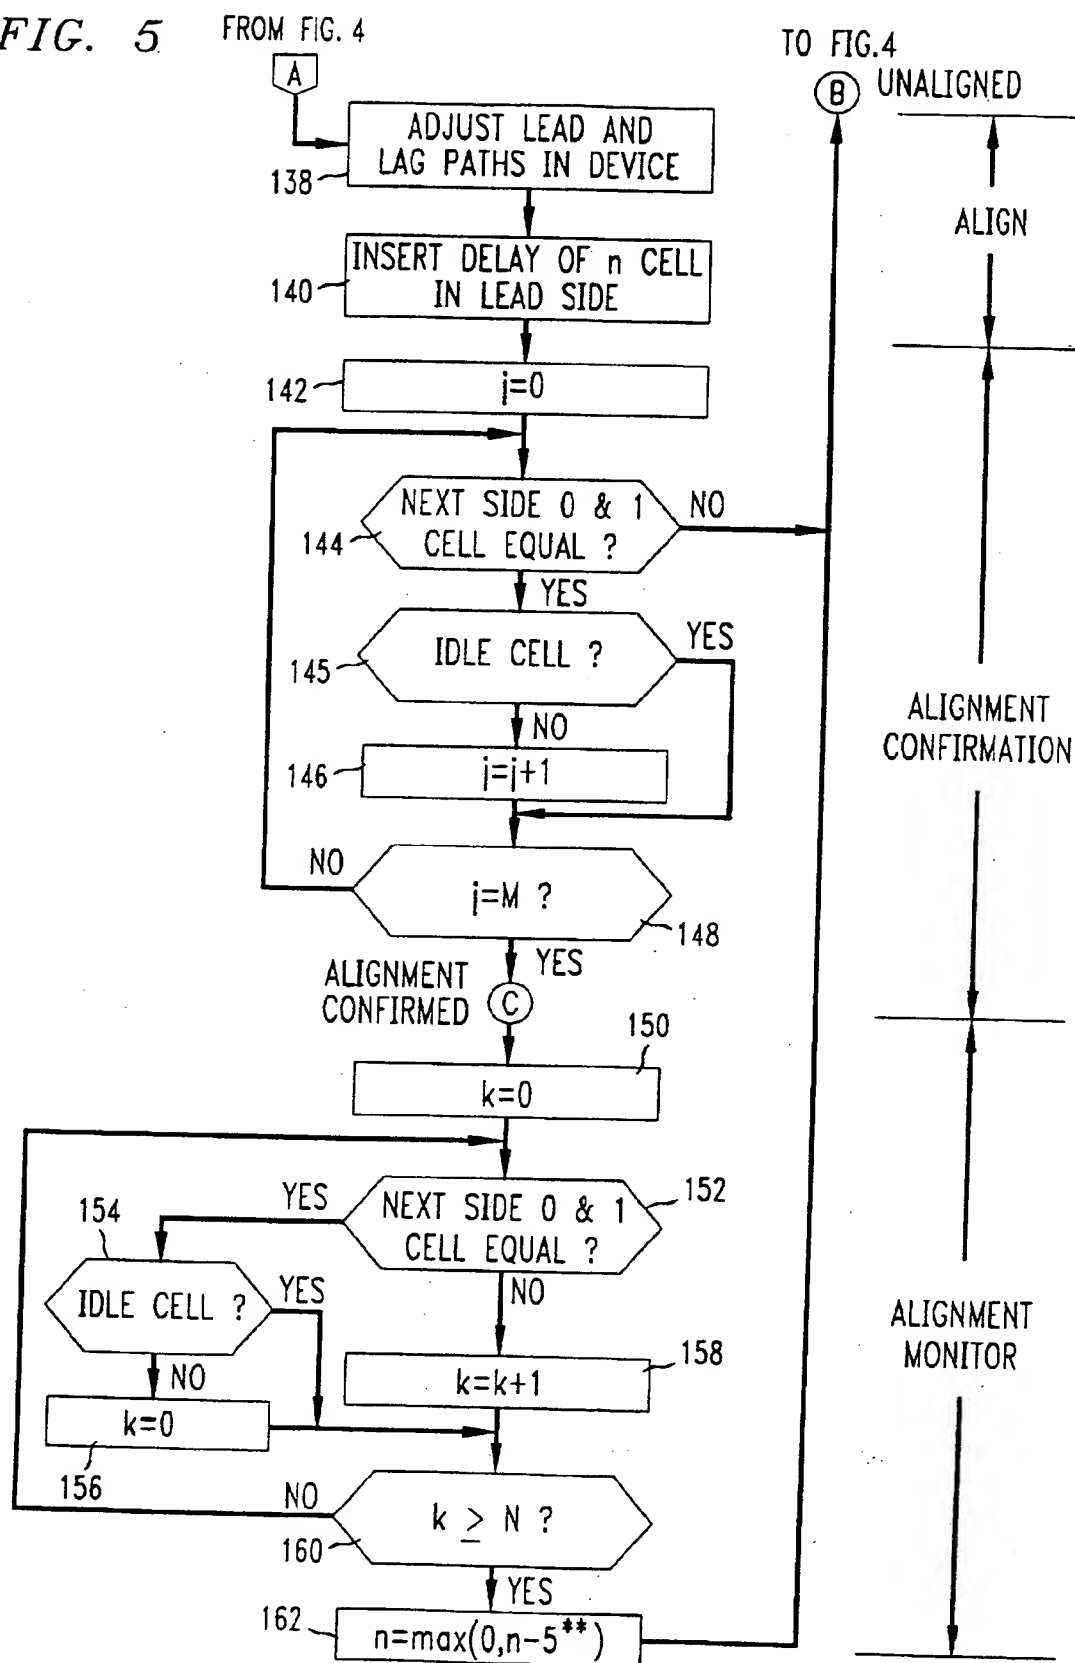 FIG. 5
FROM FIG. 4
A
TO FIG.4
B
UNALIGNED
ADJUST LEAD AND
LAG PATHS IN DEVICE
138
ALIGN
INSERT DELAY OF n CELL
IN LEAD SIDE
140
j=0
142
NEXT SIDE 0 & 1
CELL EQUAL ?
144
NO
YES
IDLE CELL ?
145
YES
NO
j=j+1
146
ALIGNMENT
CONFIRMATION
j=M ?
148
NO
YES
ALIGNMENT
CONFIRMED
C
150
k=0
NEXT SIDE 0 & 1
CELL EQUAL ?
152
YES
154
IDLE CELL ?
YES
NO
NO
k=k+1
158
k=0
156
ALIGNMENT
MONITOR
k ≥ N ?
160
NO
YES
162
n=max(0,n-5**)